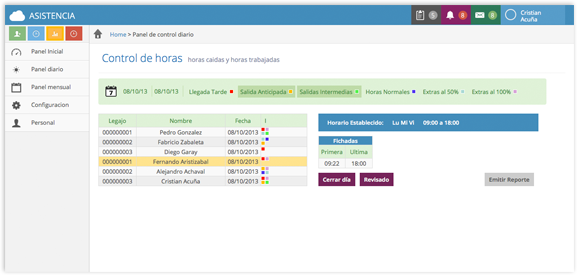 ASISTENCIA
5
8
8
Cristian
Acuña
Home > Panel de control diario
Panel Inicial
Panel diario
Panel mensual
Configuracion
Personal
Control de horas horas caidas y horas trabajadas
7 08/10/13 08/10/13 Llegada Tarde Salida Anticipada Salidas Intermedias Horas Normales Extras al 50% Extras al 100%
Legajo Nombre Fecha I
000000001 Pedro Gonzalez 08/10/2013
000000002 Fabricio Zabaleta 08/10/2013
000000003 Diego Garay 08/10/2013
000000001 Fernando Aristizabal 08/10/2013
000000002 Alejandro Achaval 08/10/2013
000000003 Cristian Acuña 08/10/2013
Horario Establecido: Lu Mi Vi 09:00 a 18:00
Fichadas
Primera Ultima
09:22 18:00
Cerrar día Revisado Emitir Reporte